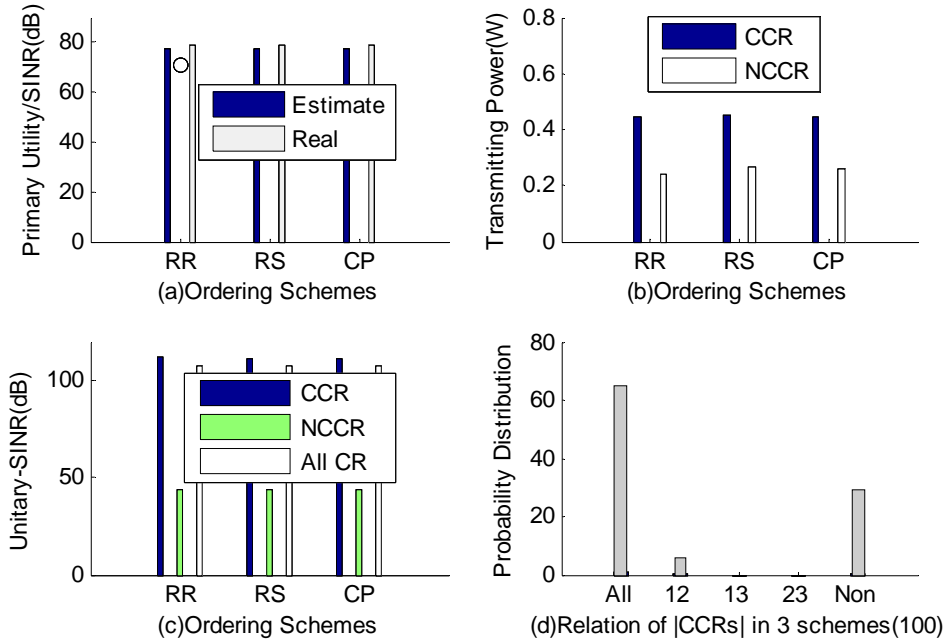 Primary Utility/SINR(dB)
80
60
40
20
0
Estimate
Real
RR RS CP
(a)Ordering Schemes
Transmitting Power(W)
0.8
0.6
0.4
0.2
0
CCR
NCCR
RR RS CP
(b)Ordering Schemes
Unitary-SINR(dB)
100
50
0
CCR
NCCR
All CR
RR RS CP
(c)Ordering Schemes
Probability Distribution
80
60
40
20
0
All 12 13 23 Non
(d)Relation of |CCRs| in 3 schemes(100)